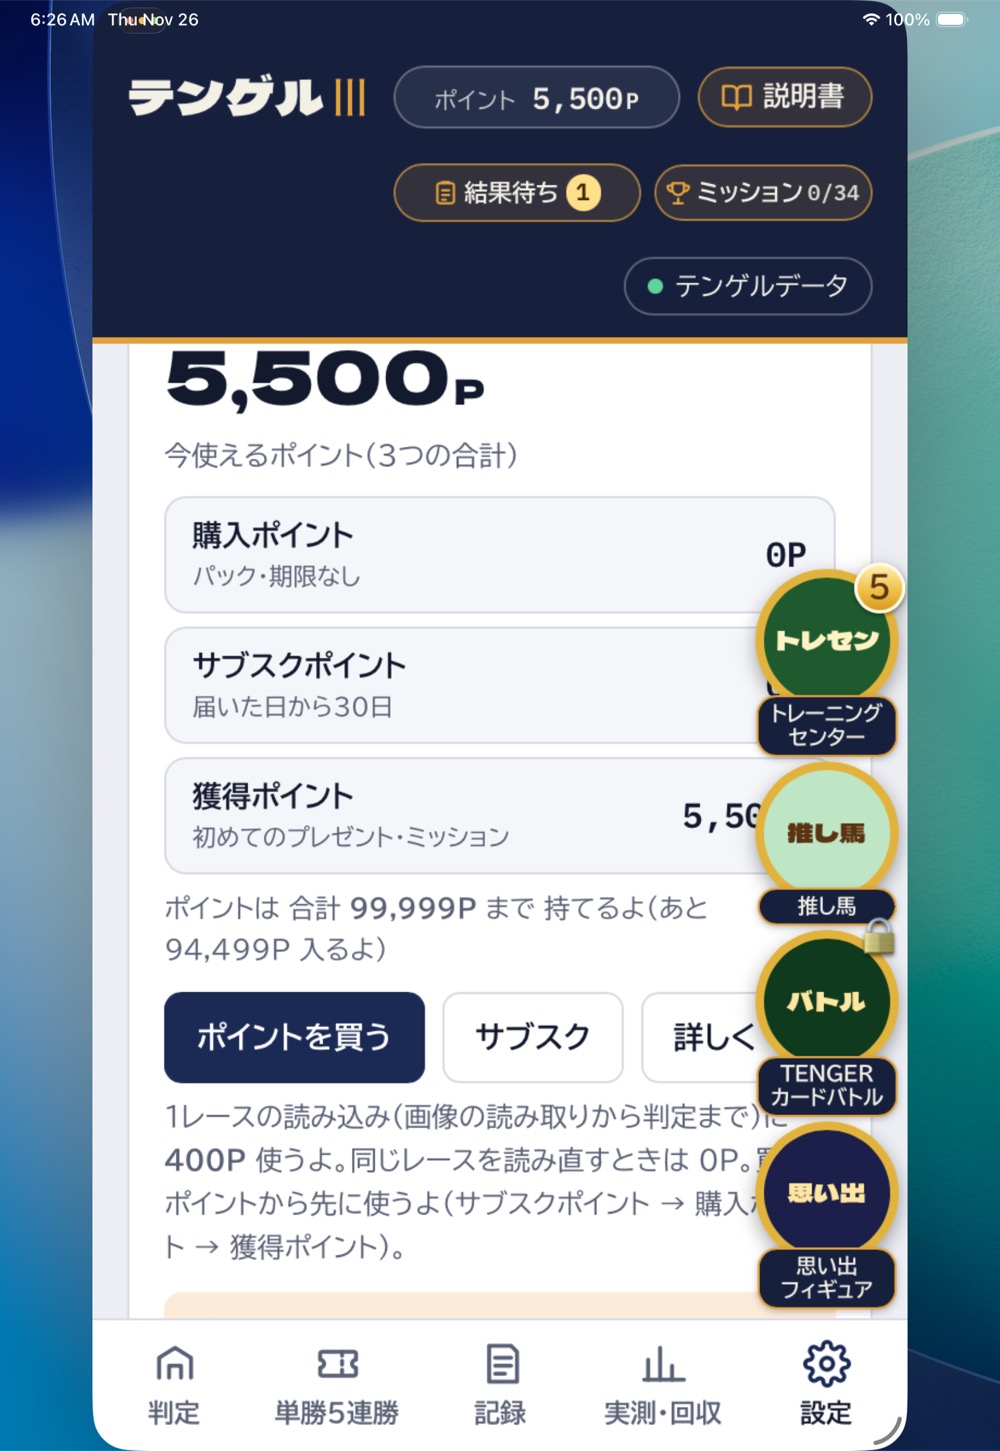 6:26 AM Thu Nov 26
100%
テンゲル
ポイント 5,500P
説明書
結果待ち 1
ミッション 0/34
テンゲルデータ
5,500P
今使えるポイント(3つの合計)
購入ポイント
0P
パック・期限なし
サブスクポイント
届いた日から30日
獲得ポイント
5,50
初めてのプレゼント・ミッション
ポイントは 合計 99,999P まで 持てるよ(あと
94,499P 入るよ)
ポイントを買う
サブスク
詳しく
1レースの読み込み(画像の読み取りから判定まで)に
400P 使うよ。同じレースを読み直すときは 0P。
ポイントから先に使うよ(サブスクポイント → 購入
ト → 獲得ポイント)。
5
トレセン
トレーニング
センター
推し馬
推し馬
バトル
TENGER
カードバトル
思い出
思い出
フィギュア
判定
単勝5連勝
記録
実測・回収
設定